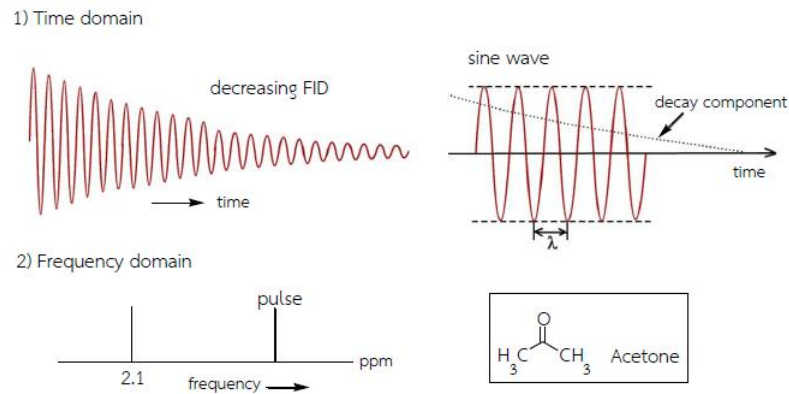 1) Time domain
decreasing FID
time
sine wave
decay component
time
λ
2) Frequency domain
pulse
ppm
2.1
frequency
O
H3C CH3 Acetone